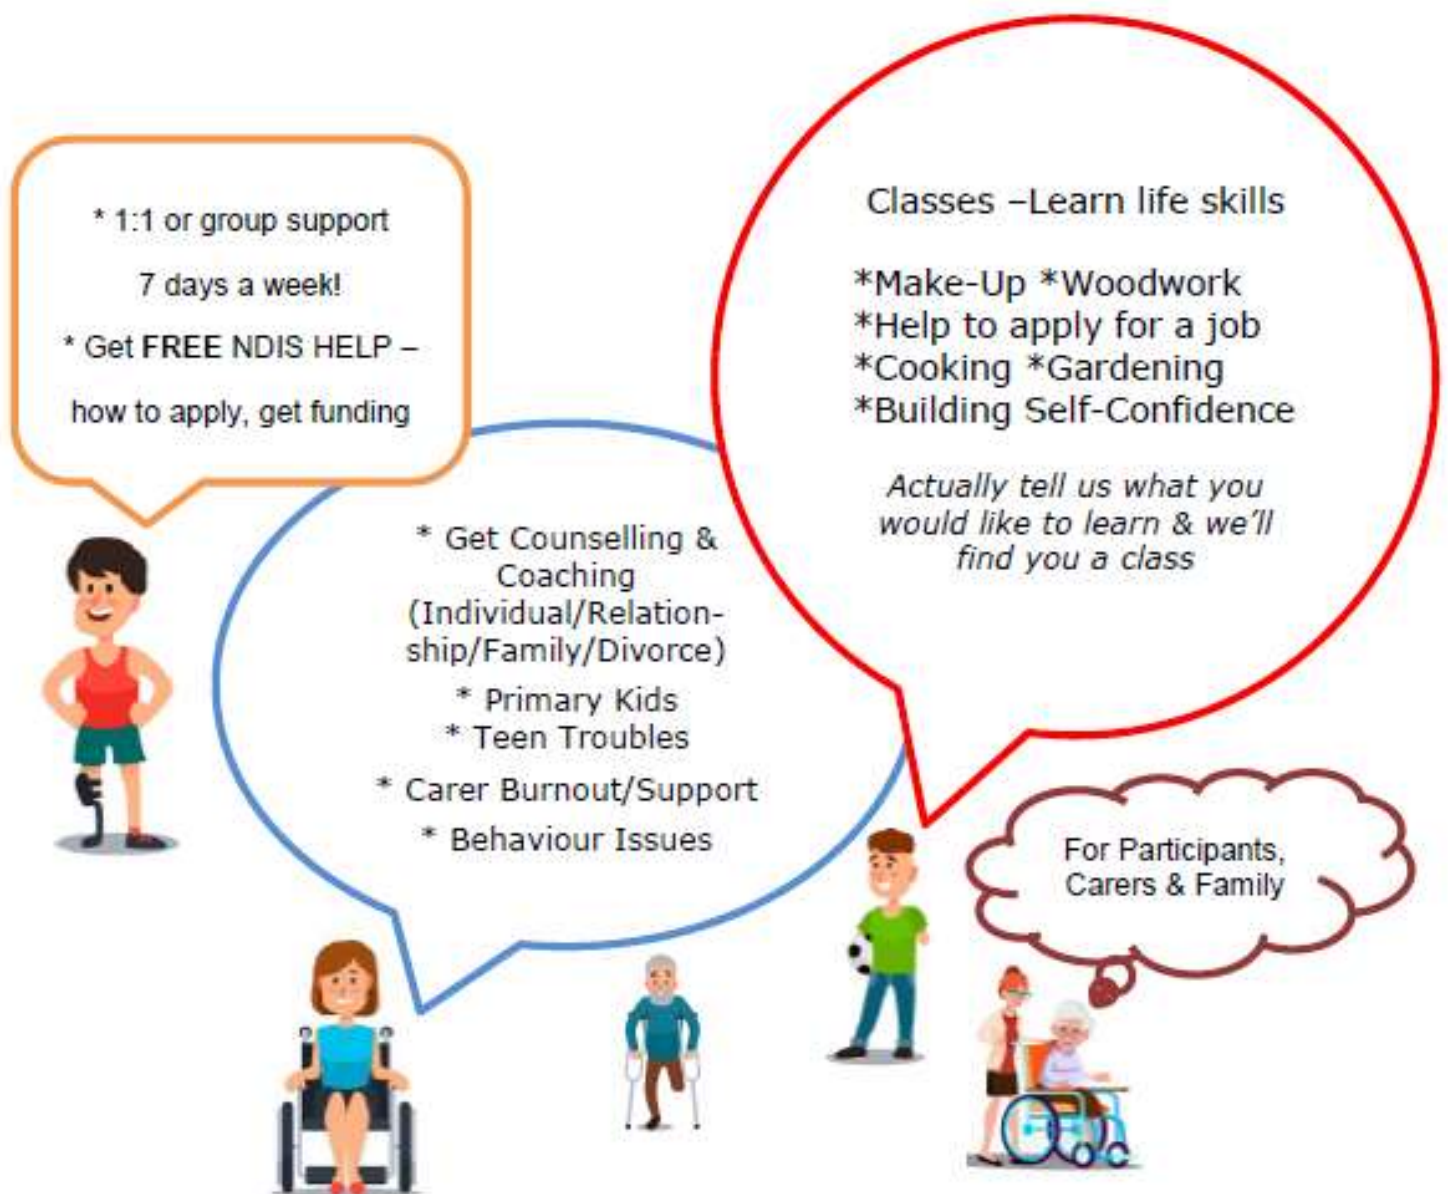 * 1:1 or group support
7 days a week!
* Get FREE NDIS HELP –
how to apply, get funding
Classes –Learn life skills
*Make-Up *Woodwork
*Help to apply for a job
*Cooking *Gardening
*Building Self-Confidence
Actually tell us what you
would like to learn & we’ll
find you a class
* Get Counselling &
Coaching
(Individual/Relation-
ship/Family/Divorce)
* Primary Kids
* Teen Troubles
* Carer Burnout/Support
* Behaviour Issues
For Participants,
Carers & Family